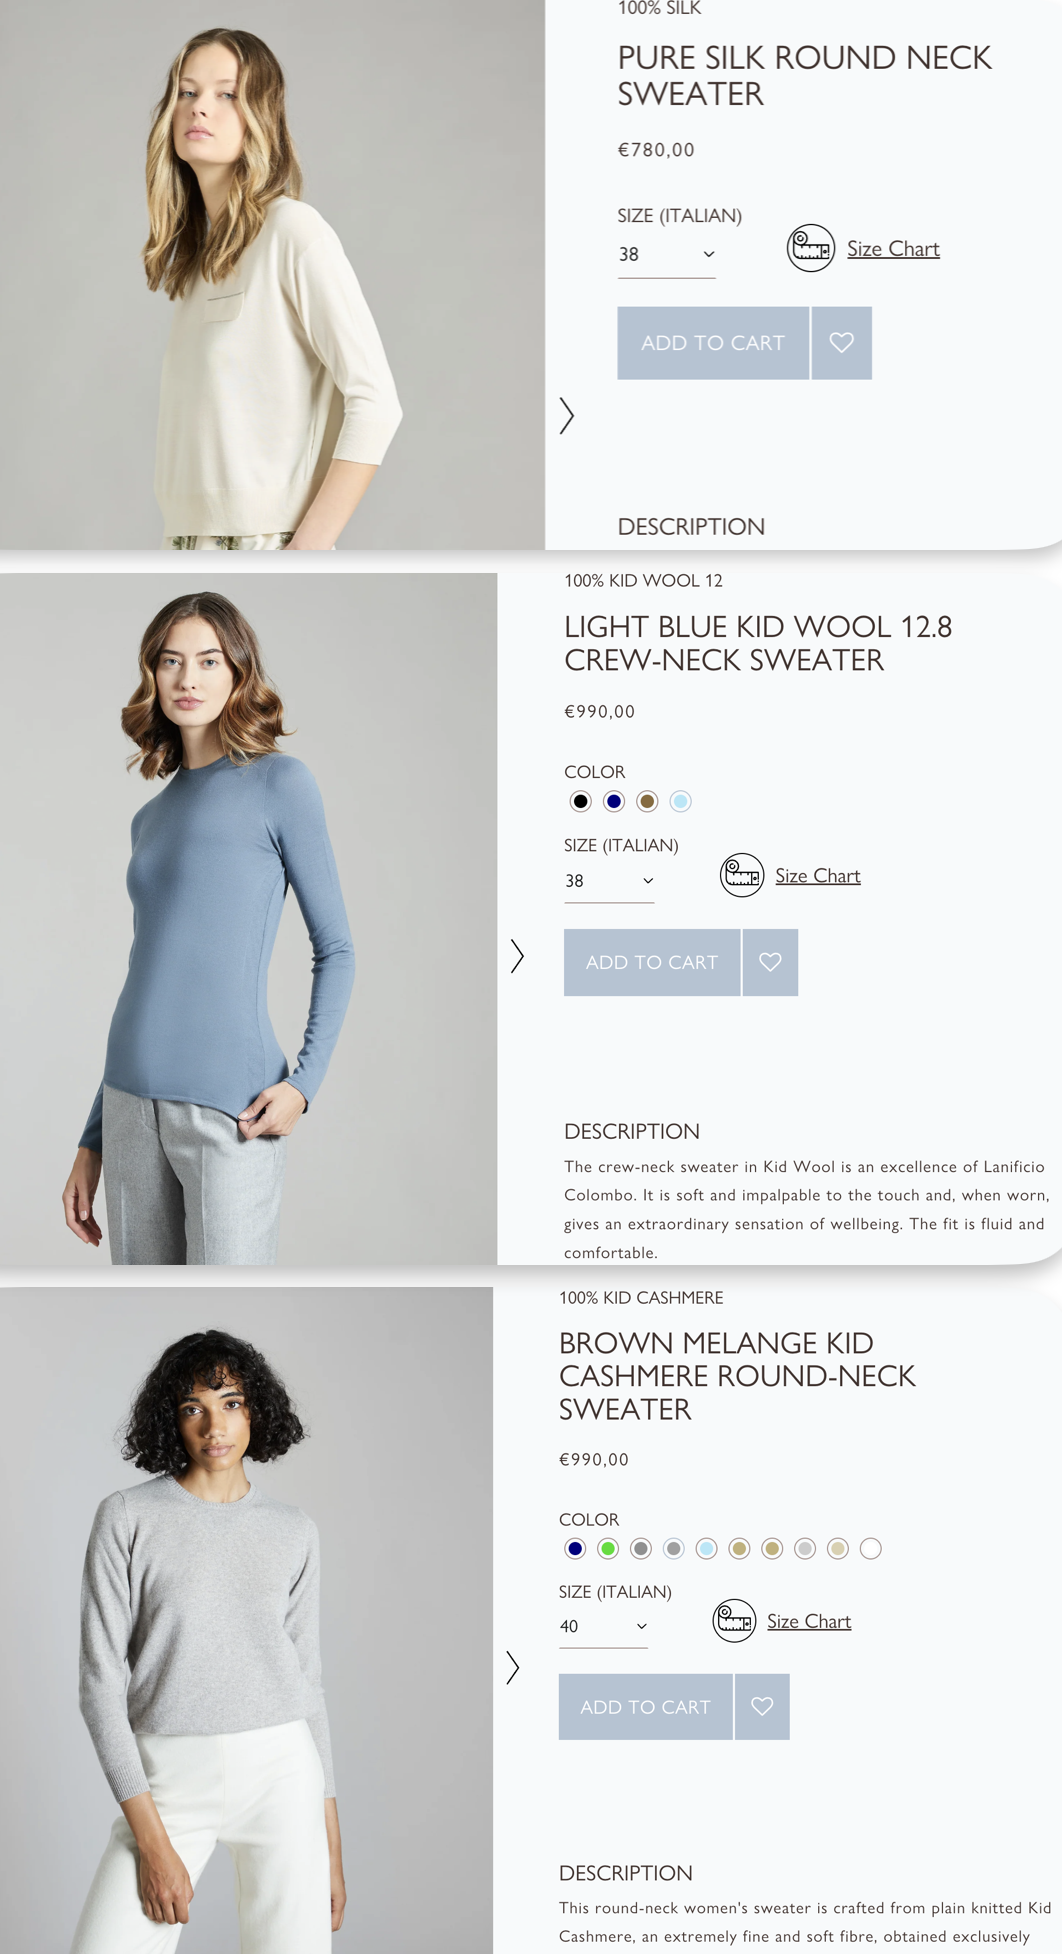 100% SILK
PURE SILK ROUND NECK
SWEATER
€780,00
SIZE (ITALIAN)
38
Size Chart
ADD TO CART
DESCRIPTION
100% KID WOOL 12
LIGHT BLUE KID WOOL 12.8
CREW-NECK SWEATER
€990,00
COLOR
SIZE (ITALIAN)
38
Size Chart
ADD TO CART
DESCRIPTION
The crew-neck sweater in Kid Wool is an excellence of Lanificio
Colombo. It is soft and impalpable to the touch and, when worn,
gives an extraordinary sensation of wellbeing. The fit is fluid and
comfortable.
100% KID CASHMERE
BROWN MELANGE KID
CASHMERE ROUND-NECK
SWEATER
€990,00
COLOR
SIZE (ITALIAN)
40
Size Chart
ADD TO CART
DESCRIPTION
This round-neck women's sweater is crafted from plain knitted Kid
Cashmere, an extremely fine and soft fibre, obtained exclusively